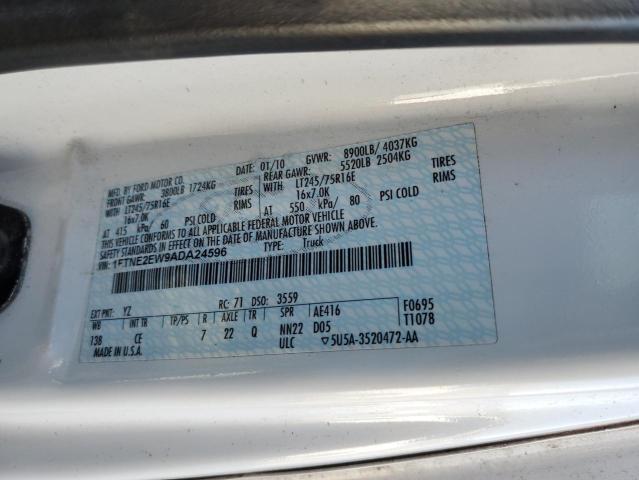 MFD. BY FORD MOTOR CO.
DATE: 01/10 GVWR: 8900LB/ 4037KG
FRONT GAWR: 3800LB 1724KG
REAR GAWR: 5520LB 2504KG
WITH LT245/75R16E TIRES
WITH LT245/75R16E TIRES
16x7.0K RIMS
16x7.0K RIMS
AT 415 kPa/ 60 PSI COLD
AT 550 kPa/ 80 PSI COLD
THIS VEHICLE CONFORMS TO ALL APPLICABLE FEDERAL MOTOR VEHICLE
SAFETY STANDARDS IN EFFECT ON THE DATE OF MANUFACTURE SHOWN ABOVE.
VIN: 1FTNE2EW9ADA24596
TYPE: Truck
EXT PNT: YZ RC: 71 DSO: 3559
WB INT TR TP/PS R AXLE TR SPR AE416 F0695
138 CE 7 22 Q NN22 D05 T1078
MADE IN U.S.A. ULC ▽5U5A-3520472-AA